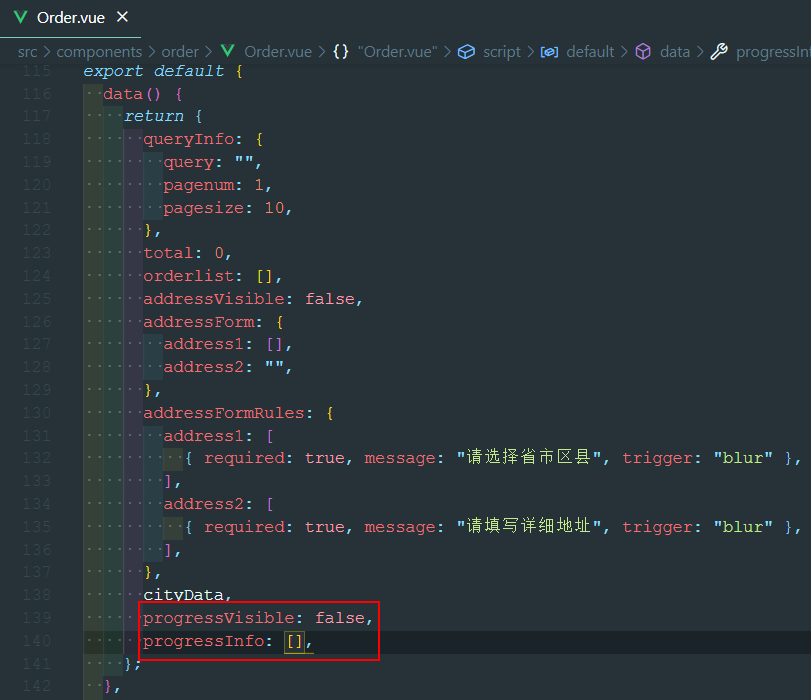 Order.vue ×
src > components > order > Order.vue > {} "Order.vue" > script > default > data > progressInf
115 export default {
116 data() {
117 return {
118 queryInfo: {
119 query: "",
120 pagenum: 1,
121 pagesize: 10,
122 },
123 total: 0,
124 orderlist: [],
125 addressVisible: false,
126 addressForm: {
127 address1: [],
128 address2: "",
129 },
130 addressFormRules: {
131 address1: [
132 { required: true, message: "请选择省市区县", trigger: "blur" },
133 ],
134 address2: [
135 { required: true, message: "请填写详细地址", trigger: "blur" },
136 ],
137 },
138 cityData,
139 progressVisible: false,
140 progressInfo: [],
141 };
142 },